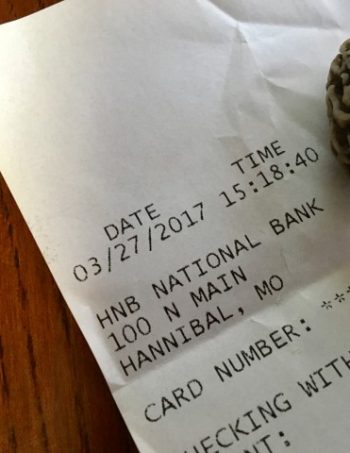 DATE TIME
03/27/2017 15:18:40
HNB NATIONAL BANK
100 N MAIN
HANNIBAL, MO
CARD NUMBER: ***